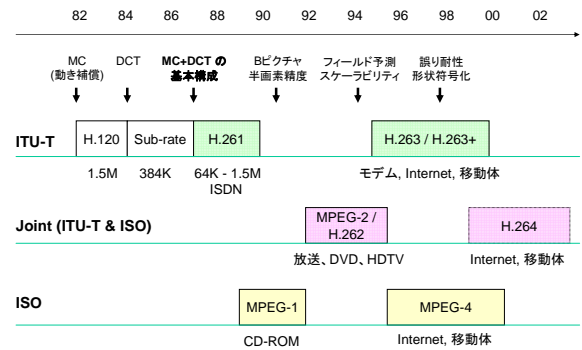 82 84 86 88 90 92 94 96 98 00 02
MC DCT MC+DCT の Bピクチャ フィールド予測 誤り耐性
(動き補償) 基本構成 半画素精度 スケーラビリティ 形状符号化
ITU-T H.120 Sub-rate H.261 H.263 / H.263+
1.5M 384K 64K - 1.5M モデム, Internet, 移動体
ISDN
Joint (ITU-T & ISO) MPEG-2 / H.264
H.262
放送、DVD、HDTV Internet, 移動体
ISO MPEG-1 MPEG-4
CD-ROM Internet, 移動体